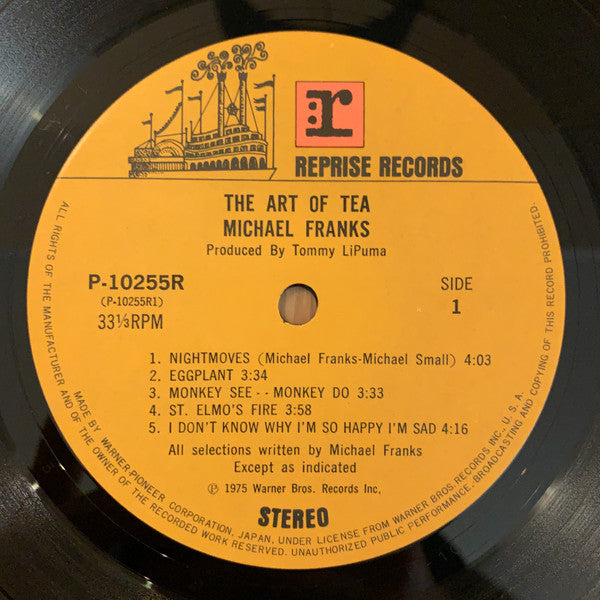 r
REPRISE RECORDS
THE ART OF TEA
MICHAEL FRANKS
Produced By Tommy LiPuma
P-10255R
(P-10255R1)
33⅓RPM
SIDE
1
1. NIGHTMOVES (Michael Franks-Michael Small) 4:03
2. EGGPLANT 3:34
3. MONKEY SEE -- MONKEY DO 3:33
4. ST. ELMO'S FIRE 3:58
5. I DON'T KNOW WHY I'M SO HAPPY I'M SAD 4:16
All selections written by Michael Franks
Except as indicated
℗ 1975 Warner Bros. Records Inc,
STEREO
ALL RIGHTS OF THE MANUFACTURER AND OF THE OWNER OF THE RECORDED WORK RESERVED. UNAUTHORIZED PUBLIC PERFORMANCE, BROADCASTING AND COPYING OF THIS RECORD PROHIBITED.
MADE BY WARNER-PIONEER CORPORATION, JAPAN, UNDER LICENSE FROM WARNER BROS. RECORDS INC., U.S.A.